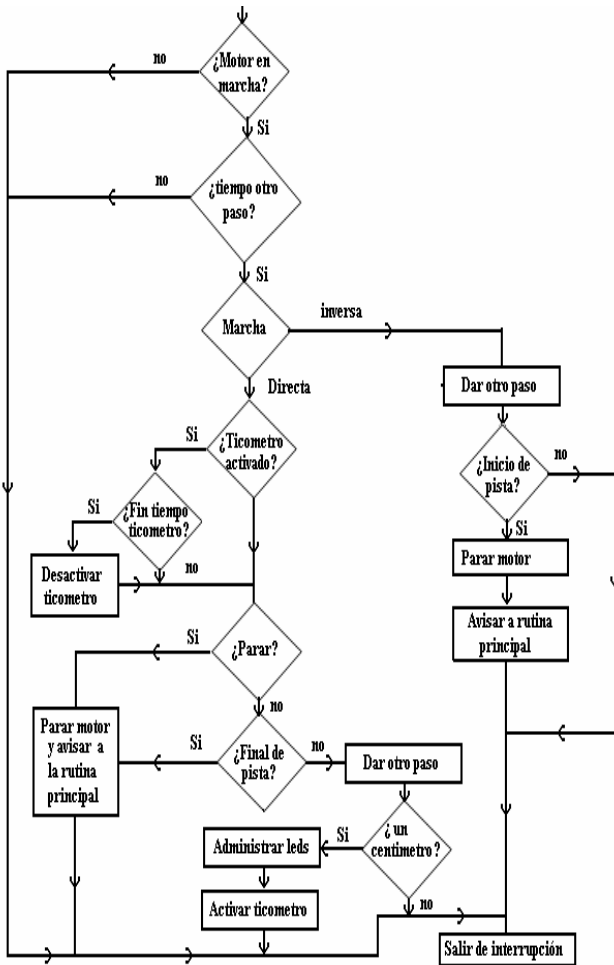 ¿Motor en
marcha?
no
Si
¿tiempo otro
paso?
no
Si
Marcha
inversa
Directa
Dar otro paso
¿Ticometro
activado?
Si
¿Inicio de
pista?
no
Si
¿Fin tiempo
ticometro?
Si
no
Desactivar
ticometro
Parar motor
Avisar a rutina
principal
¿Parar?
Si
no
Parar motor
y avisar a
la rutina
principal
¿Final de
pista?
Si
no
Dar otro paso
¿ un
centimetro ?
Si
no
Administrar leds
Activar ticometro
Salir de interrupción